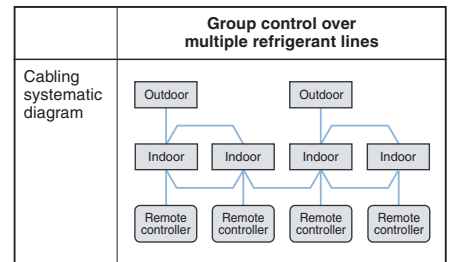 Group control over
multiple refrigerant lines
Cabling
systematic
diagram
Outdoor
Outdoor
Indoor
Indoor
Indoor
Indoor
Remote
controller
Remote
controller
Remote
controller
Remote
controller